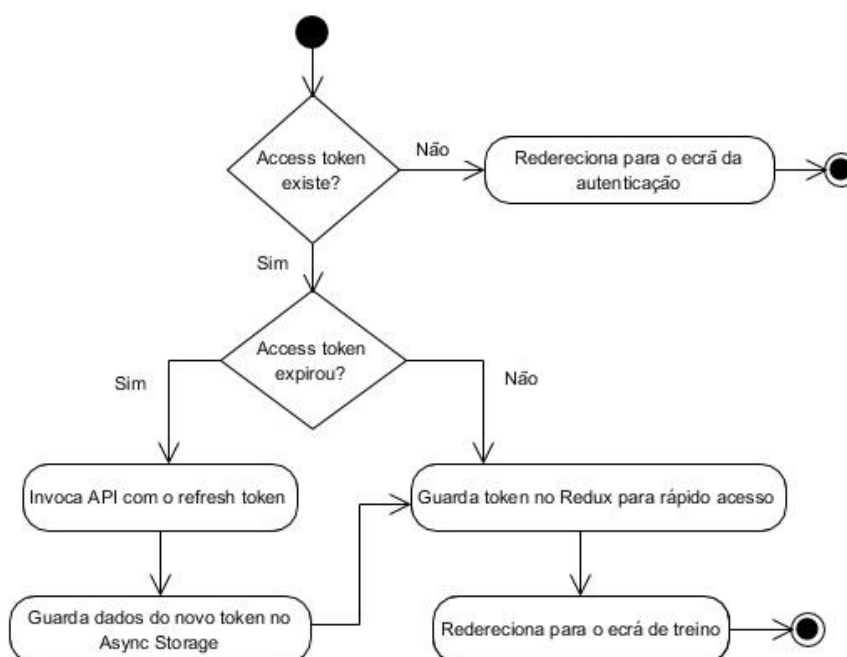 Access token
existe?
Não
Redereciona para o ecrã da
autenticação
Sim
Access token
expirou?
Sim
Não
Invoca API com o refresh token
Guarda token no Redux para rápido acesso
Guarda dados do novo token no
Async Storage
Redereciona para o ecrã de treino